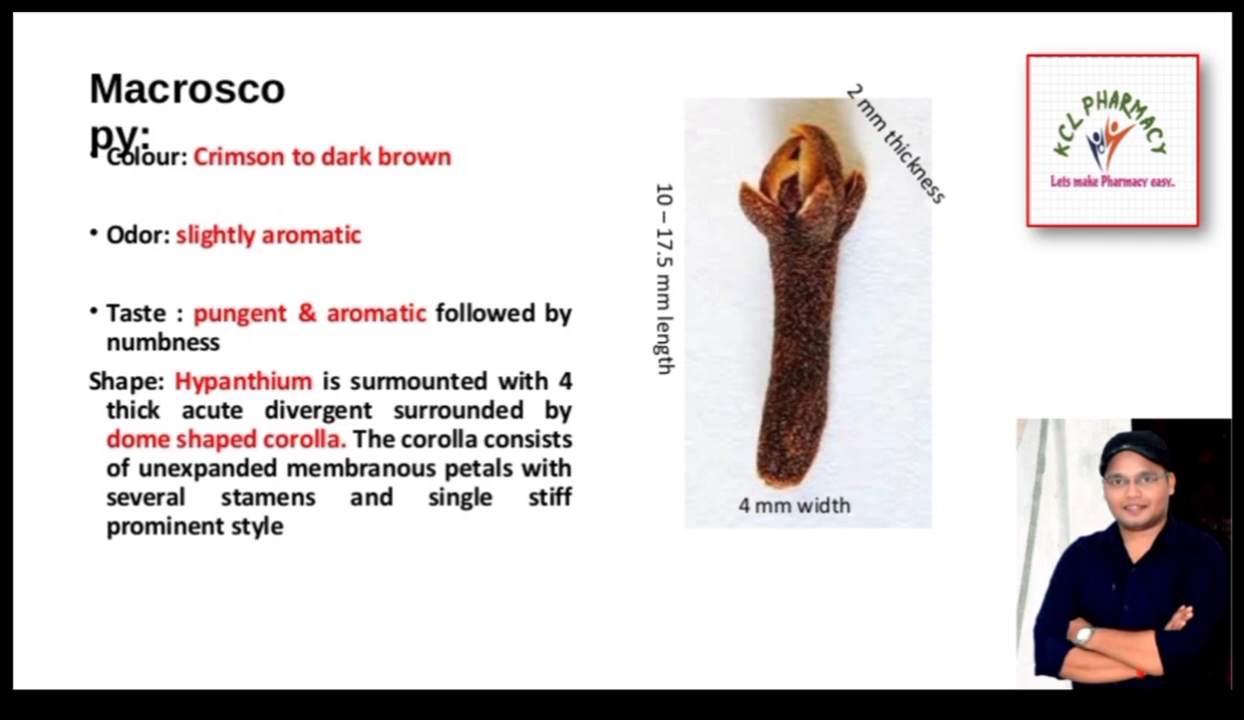 Macrosco
py:
• Colour: Crimson to dark brown
• Odor: slightly aromatic
• Taste : pungent & aromatic followed by
numbness
Shape: Hypanthium is surmounted with 4
thick acute divergent surrounded by
dome shaped corolla. The corolla consists
of unexpanded membranous petals with
several stamens and single stiff
prominent style
10 – 17.5 mm length
2 mm thickness
4 mm width
KCL PHARMACY
Lets make Pharmacy easy..